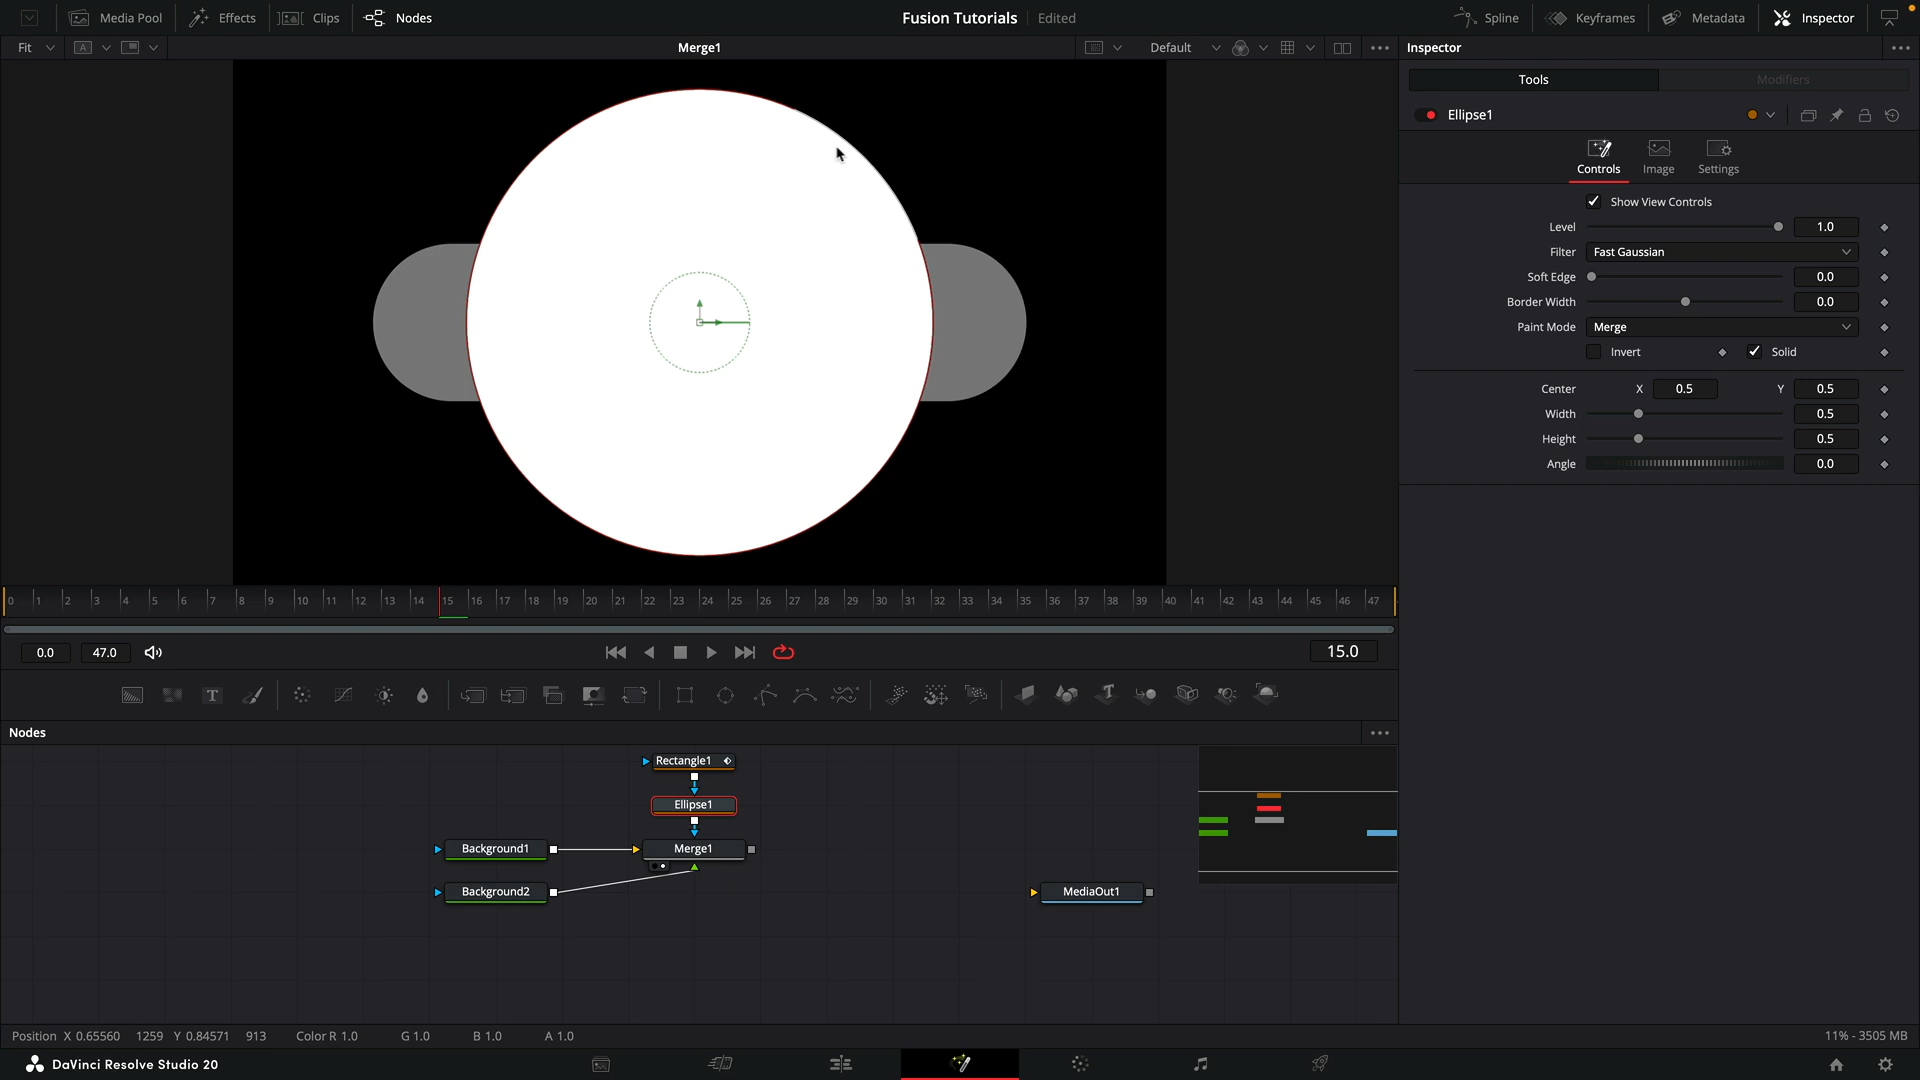 Media Pool Effects Clips Nodes Fusion Tutorials Edited Spline Keyframes Metadata Inspector
Fit A Merge1 Default Inspector
Tools Modifiers
Ellipse1
Controls Image Settings
Show View Controls
Level 1.0
Filter Fast Gaussian
Soft Edge 0.0
Border Width 0.0
Paint Mode Merge
Invert Solid
Center X 0.5 Y 0.5
Width 0.5
Height 0.5
Angle 0.0
0 1 2 3 4 5 6 7 8 9 10 11 12 13 14 15 16 17 18 19 20 21 22 23 24 25 26 27 28 29 30 31 32 33 34 35 36 37 38 39 40 41 42 43 44 45 46 47
0.0 47.0 15.0
T T
Nodes
Rectangle1
Ellipse1
Background1 Merge1
Background2 MediaOut1
Position X 0.65560 1259 Y 0.84571 913 Color R 1.0 G 1.0 B 1.0 A 1.0 11% - 3505 MB
DaVinci Resolve Studio 20